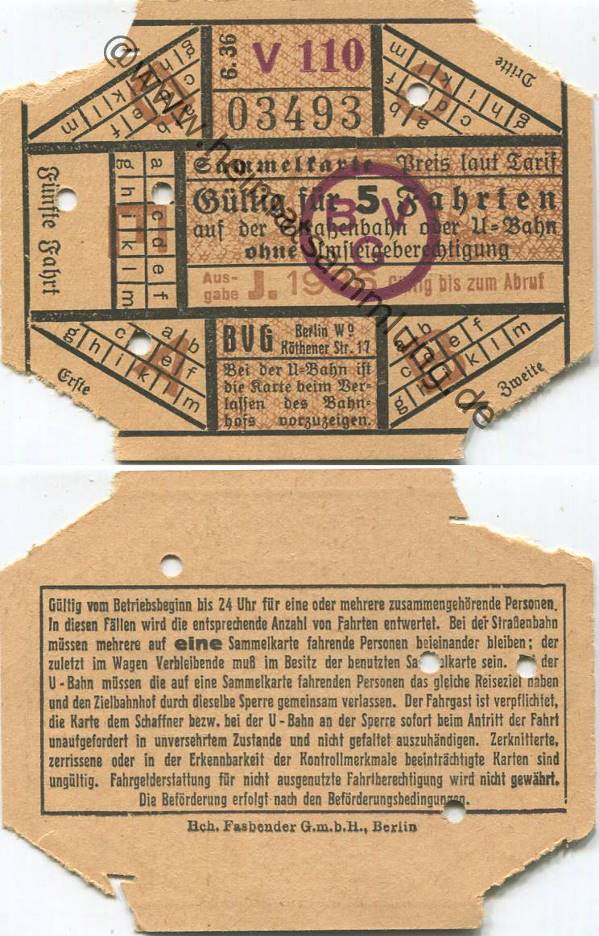 6.36
V 110
03493
a b c d e f
g h i k l m
Dritte
a b c d e f
g h i k l m
Sammelkarte Preis laut Tarif
Gültig für 5 Fahrten
auf der Straßenbahn oder U-Bahn
ohne Umsteigeberechtigung
Aus-
gabe J. Gültig bis zum Abruf
BVG
Fünfte Fahrt
a c d e f
g h i k l m
Erste
a b c e f
g h i k l m
BVG Berlin W9
Köthener Str. 17
Bei der U-Bahn ist
die Karte beim Ver-
lassen des Bahn-
hofs vorzuzeigen.
a b c d e f
g h i k l m
Zweite
© www.hobbysammlung.de
Gültig vom Betriebsbeginn bis 24 Uhr für eine oder mehrere zusammengehörende Personen.
In diesen Fällen wird die entsprechende Anzahl von Fahrten entwertet. Bei der Straßenbahn
müssen mehrere auf eine Sammelkarte fahrende Personen beieinander bleiben; der
zuletzt im Wagen Verbleibende muß im Besitz der benutzten Sammelkarte sein. Bei der
U-Bahn müssen die auf eine Sammelkarte fahrenden Personen das gleiche Reiseziel haben
und den Zielbahnhof durch dieselbe Sperre gemeinsam verlassen. Der Fahrgast ist verpflichtet,
die Karte dem Schaffner bezw. bei der U-Bahn an der Sperre sofort beim Antritt der Fahrt
unaufgefordert in unversehrtem Zustande und nicht gefaltet auszuhändigen. Zerknitterte,
zerrissene oder in der Erkennbarkeit der Kontrollmerkmale beeinträchtigte Karten sind
ungültig. Fahrgelderstattung für nicht ausgenutzte Fahrtberechtigung wird nicht gewährt.
Die Beförderung erfolgt nach den Beförderungsbedingungen.
Hch. Fasbender G.m.b.H., Berlin